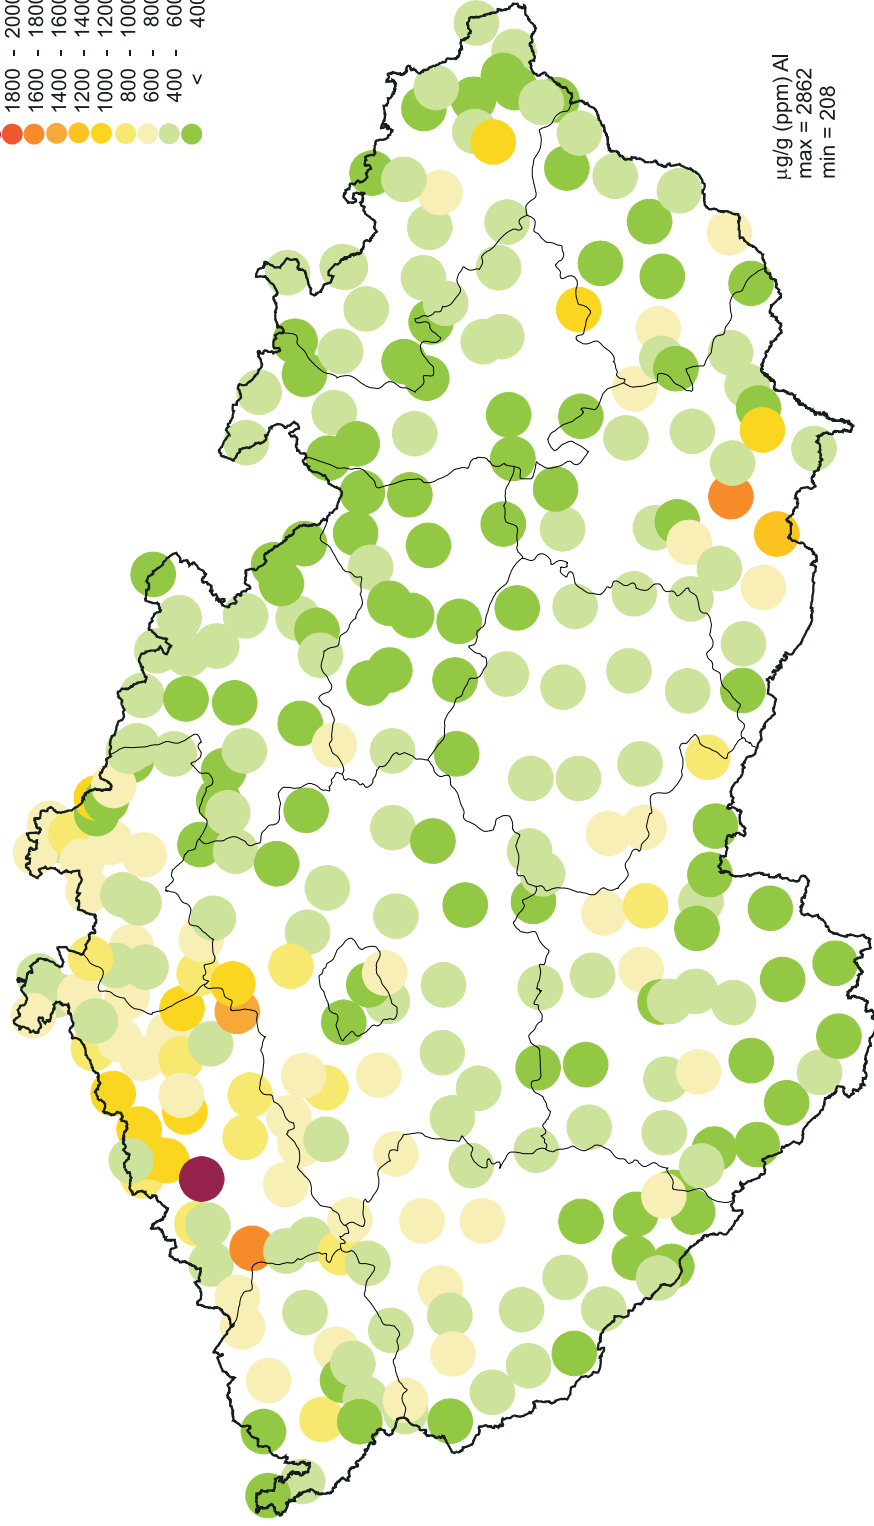 1800 - 2000
1600 - 1800
1400 - 1600
1200 - 1400
1000 - 1200
800 - 1000
600 - 800
400 - 600
< 400
µg/g (ppm) Al
max = 2862
min = 208